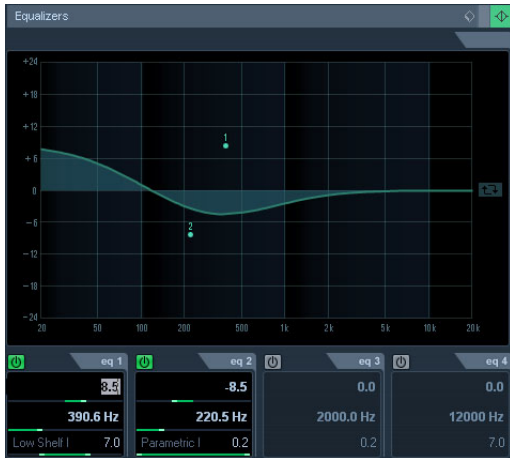 Equalizers
+24
+18
+12
1
+6
0
-6
2
-12
-18
-24
20 50 100 200 500 1k 2k 5k 10k 20k
eq 1 eq 2 eq 3 eq 4
8.5 -8.5 0.0 0.0
390.6 Hz 220.5 Hz 2000.0 Hz 12000 Hz
Low Shelf I 7.0 Parametric I 0.2 0.2 7.0